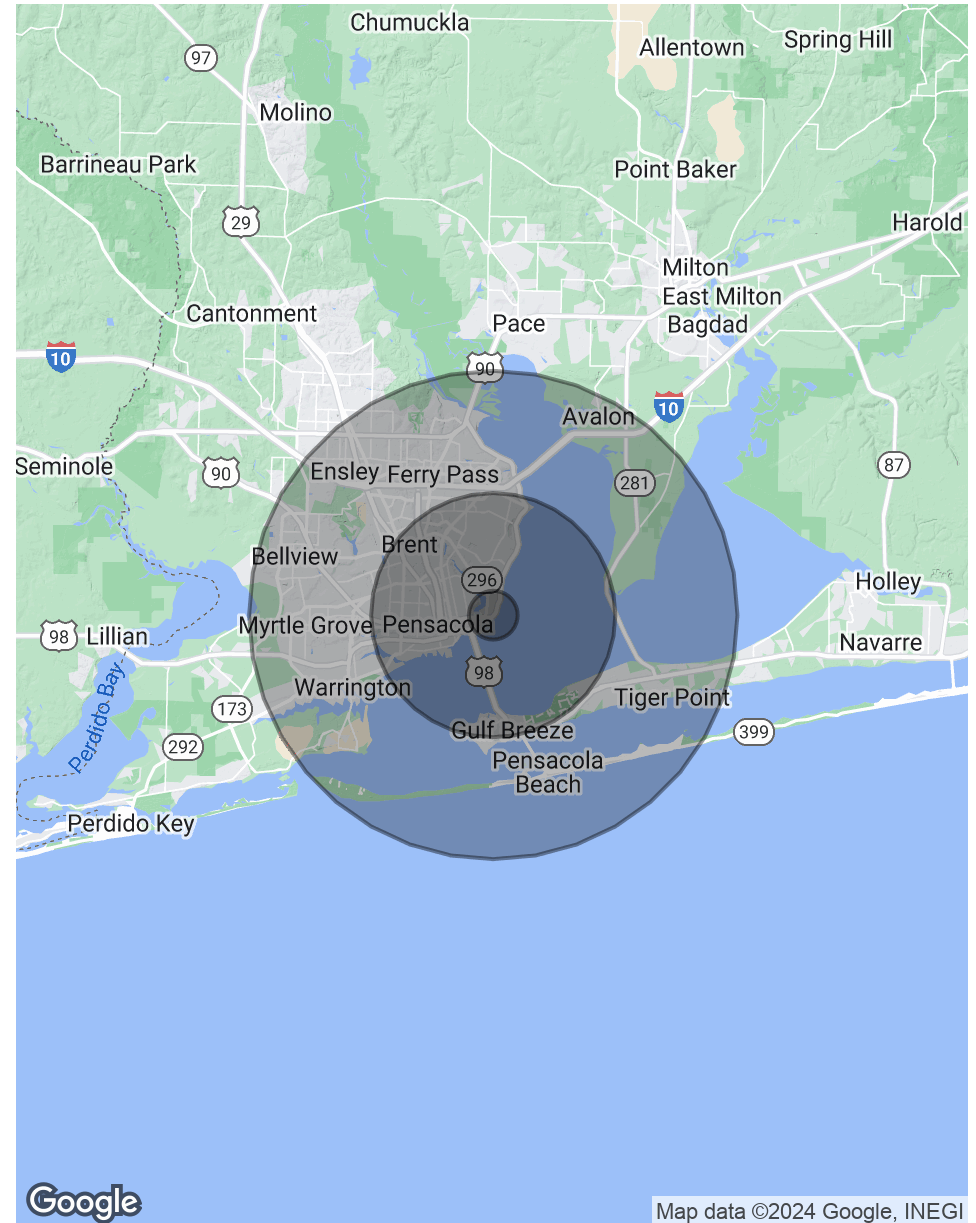 Chumuckla
Spring Hill
Allentown
97
Molino
Barrineau Park
Point Baker
29
Harold
Milton
East Milton
Cantonment
Pace
Bagdad
10
90
10
Avalon
Seminole
90
Ensley
Ferry Pass
281
87
Brent
Bellview
296
Holley
98
Lillian
Myrtle Grove
Pensacola
Navarre
98
Warrington
Tiger Point
Perdido Bay
173
292
Gulf Breeze
399
Pensacola
Beach
Perdido Key
Google
Map data ©2024 Google, INEGI